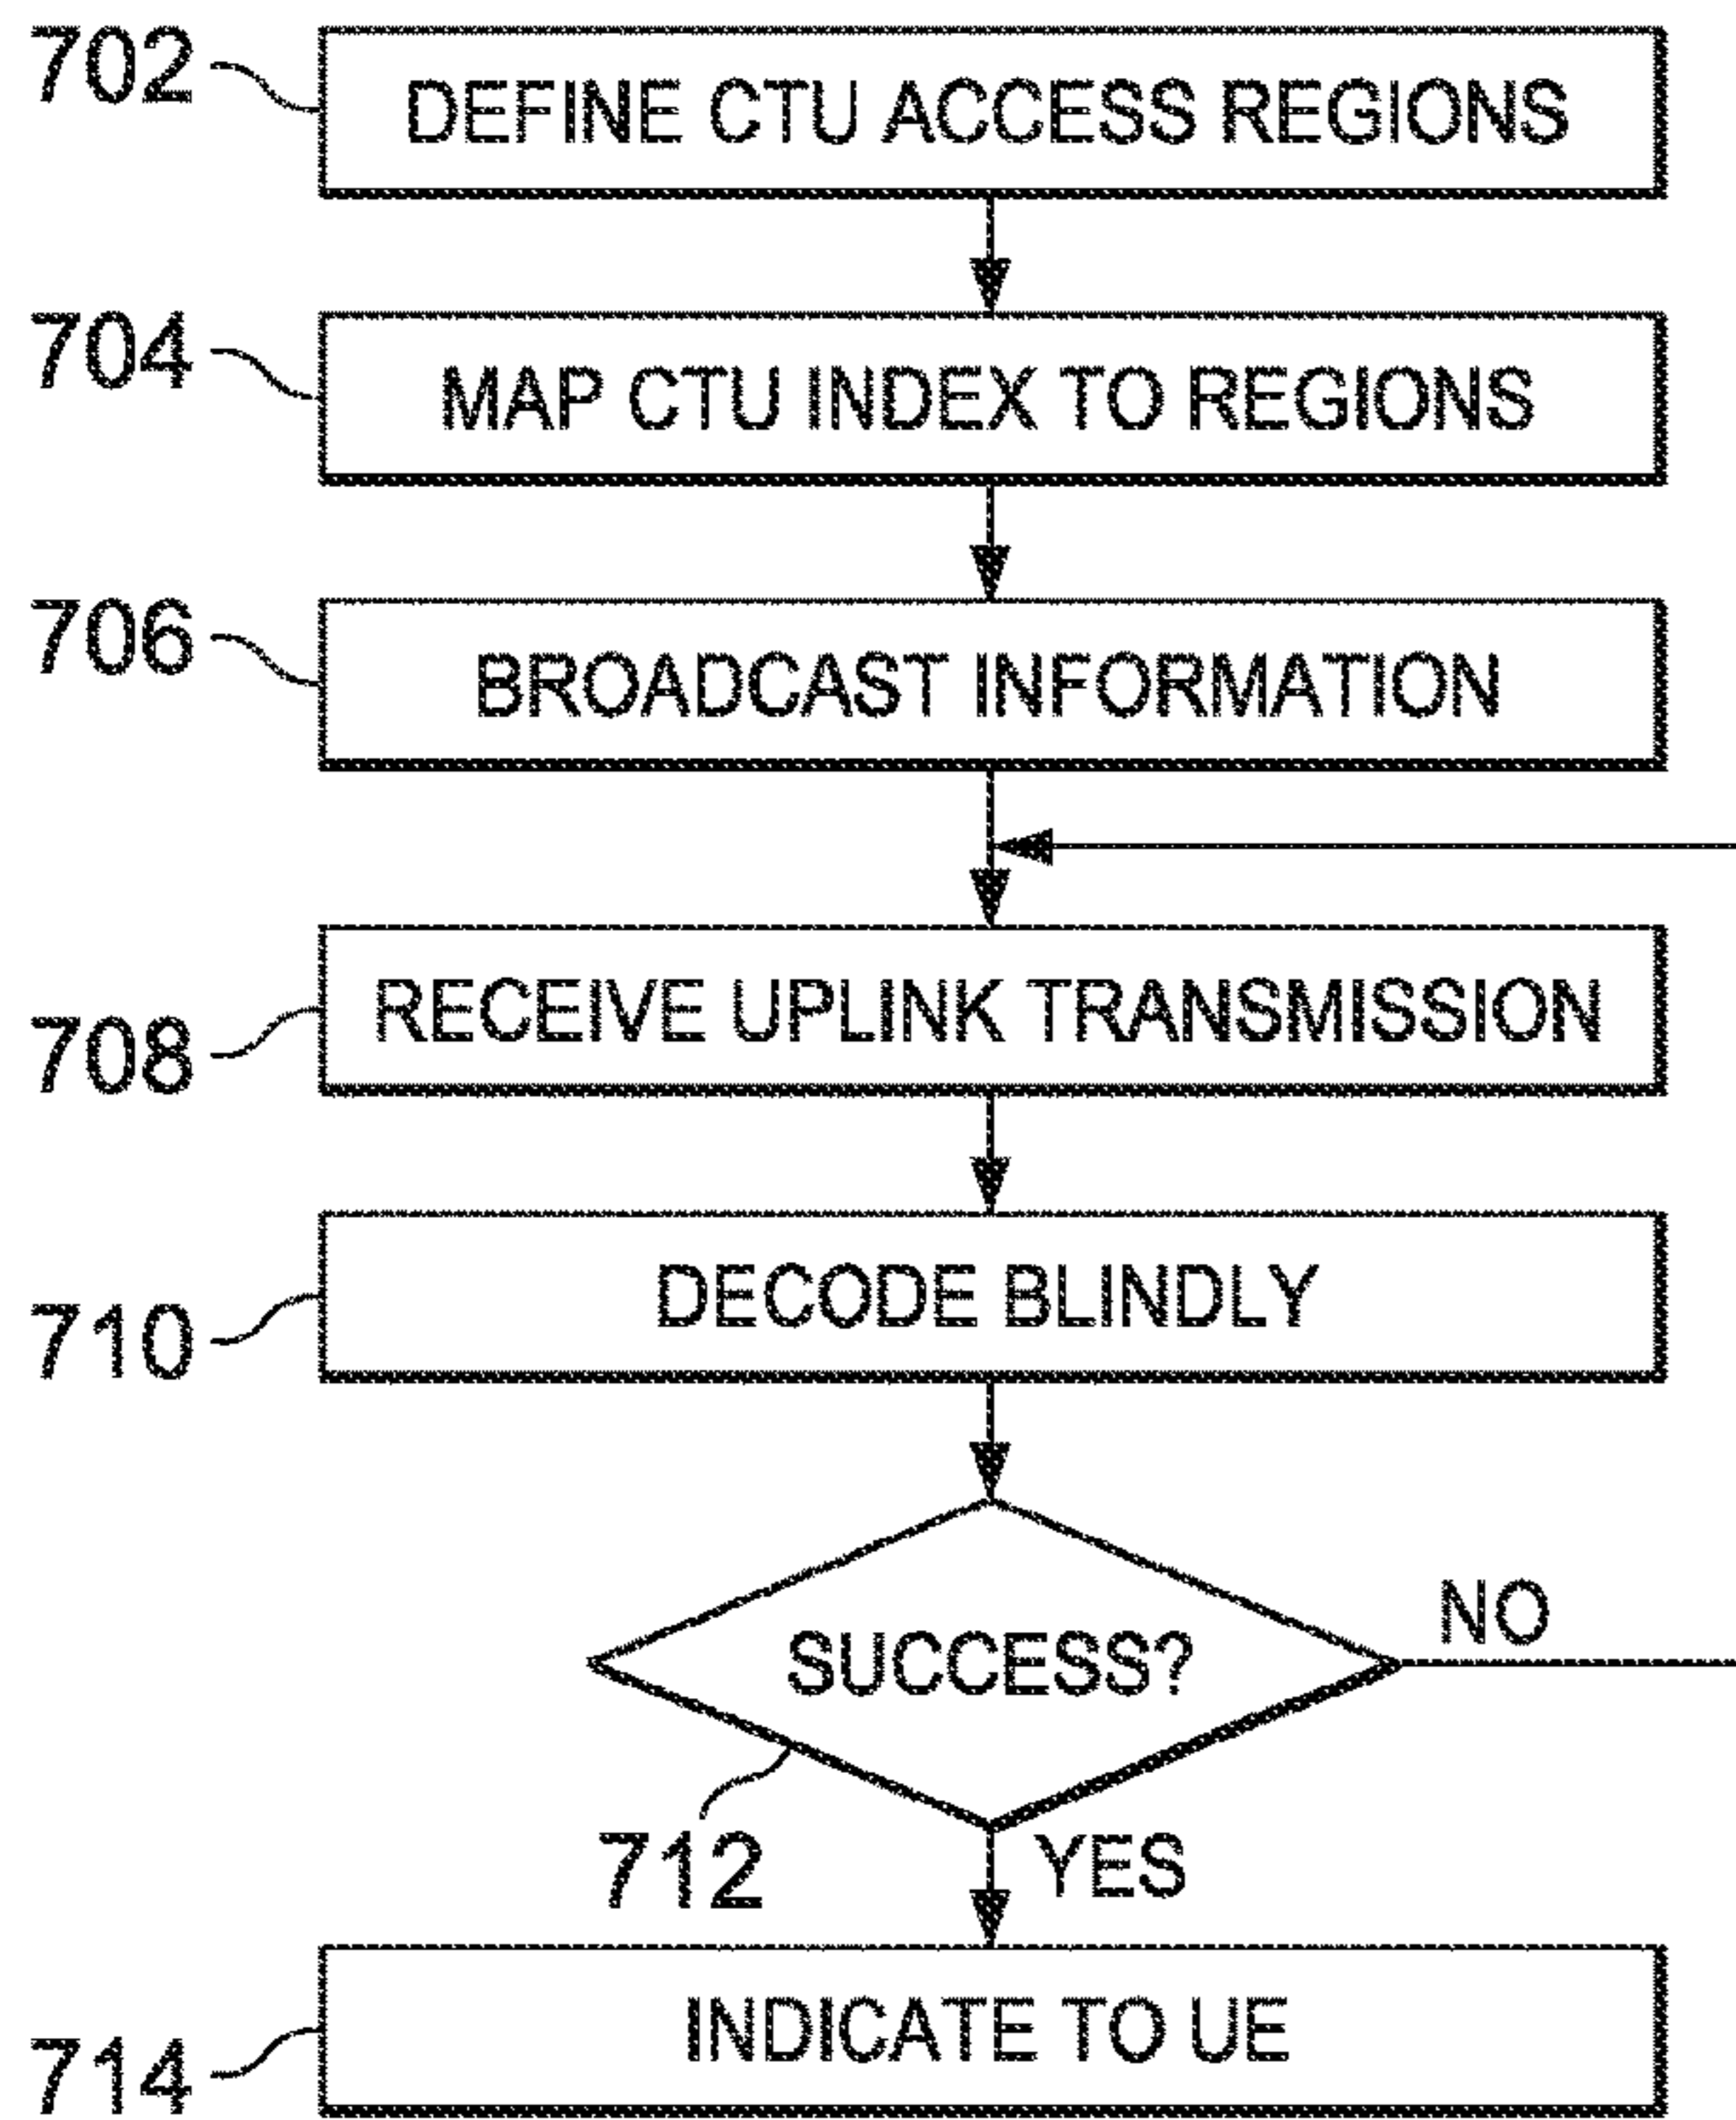 702
DEFINE CTU ACCESS REGIONS
704
MAP CTU INDEX TO REGIONS
706
BROADCAST INFORMATION
708
RECEIVE UPLINK TRANSMISSION
710
DECODE BLINDLY
SUCCESS?
NO
712
YES
714
INDICATE TO UE